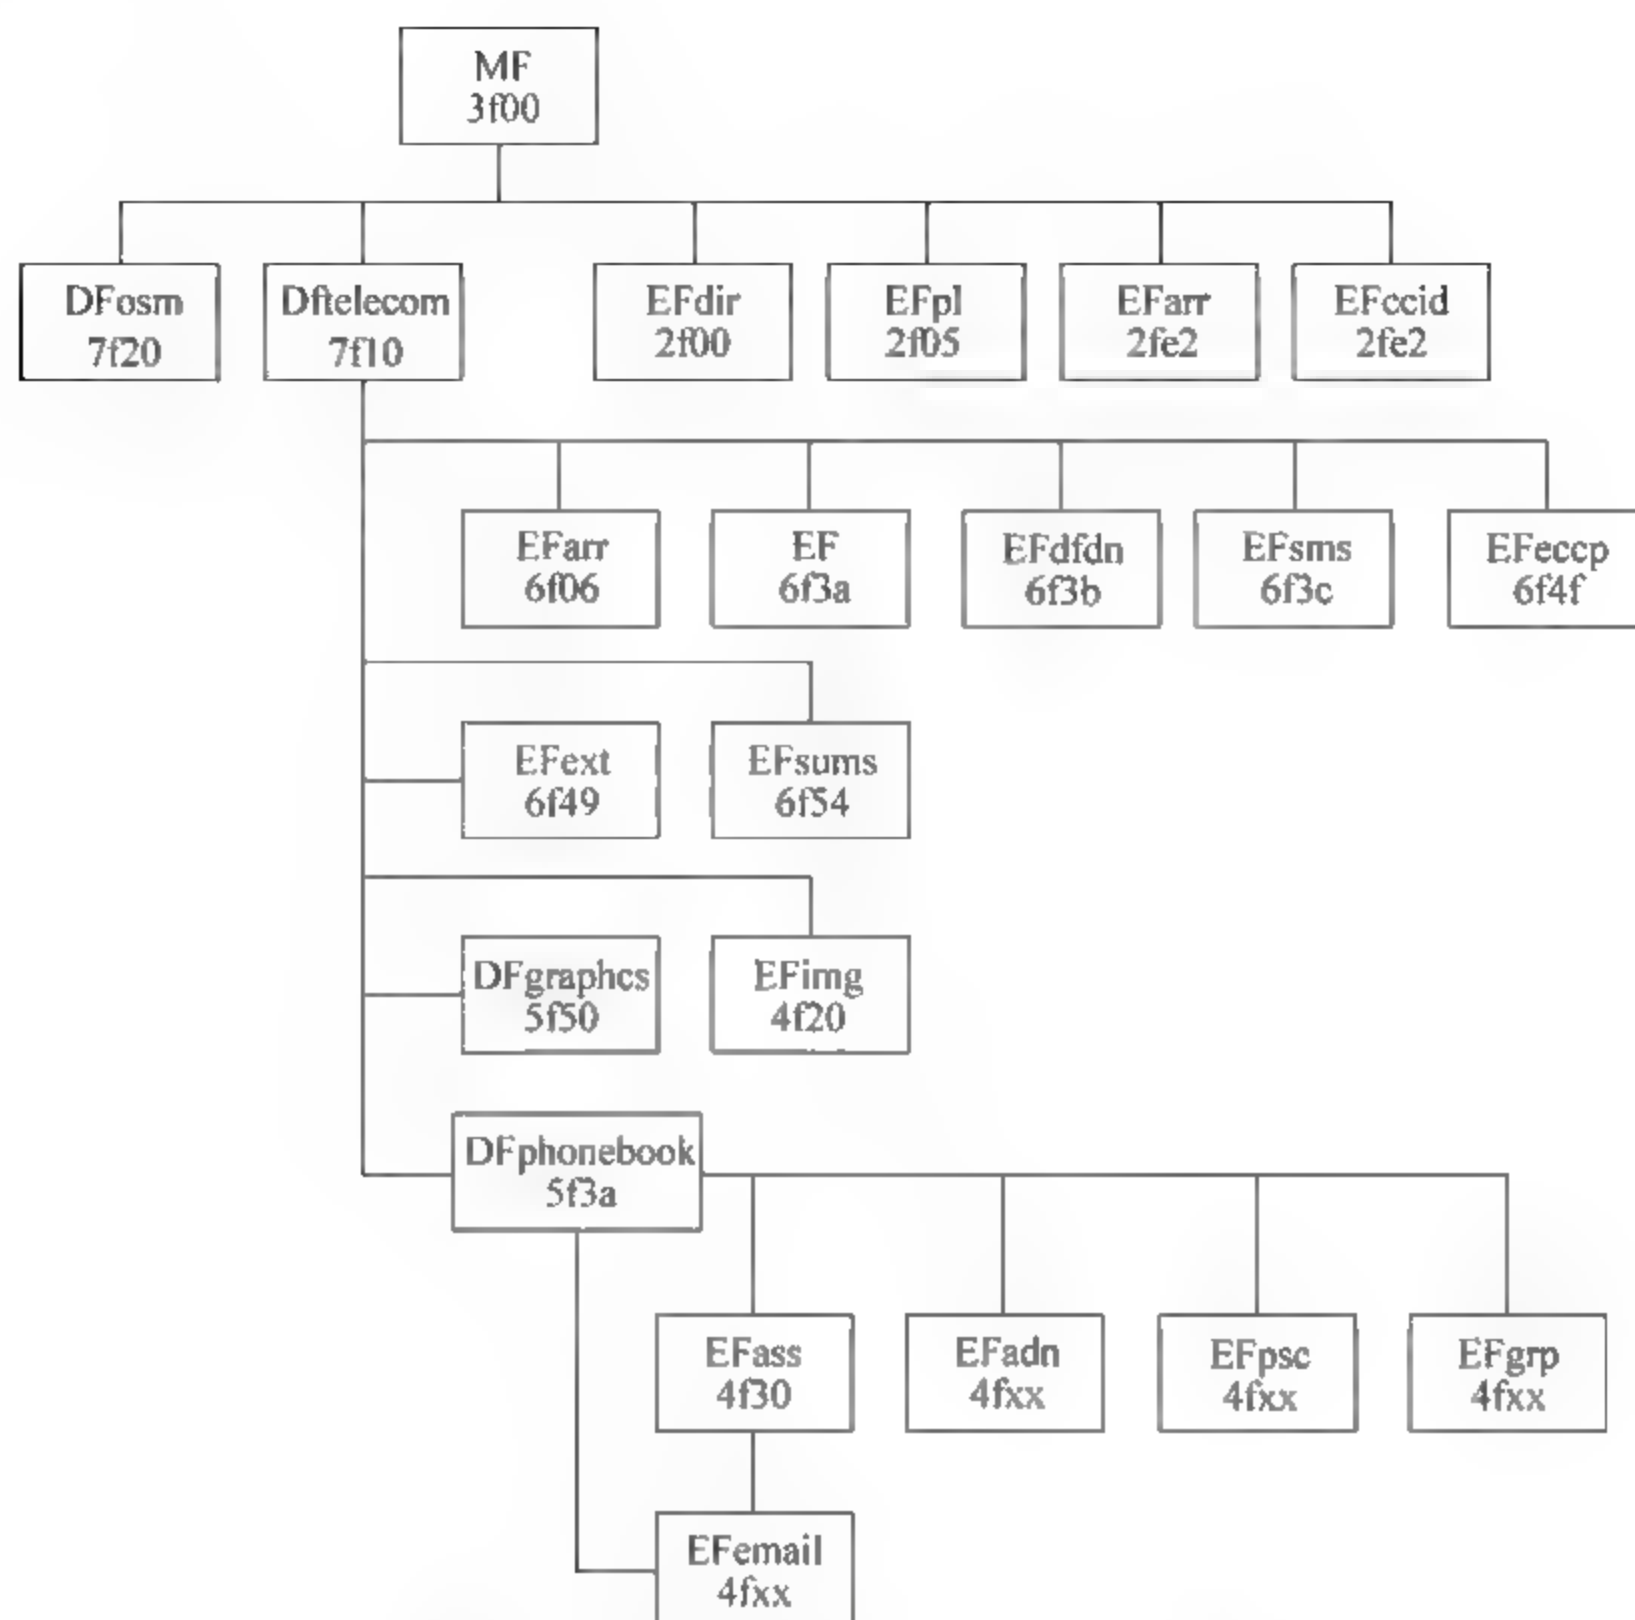 MF
3f00
DFosm
7f20
Dftelecom
7f10
EFdir
2f00
EFpl
2f05
EFarr
2fe2
EFccid
2fe2
EFarr
6f06
EF
6f3a
EFdfdn
6f3b
EFsms
6f3c
EFeccp
6f4f
EFext
6f49
EFsums
6f54
DFgraphcs
5f50
EFimg
4f20
DFphonebook
5f3a
EFass
4f30
EFadn
4fxx
EFpsc
4fxx
EFgrp
4fxx
EFemail
4fxx